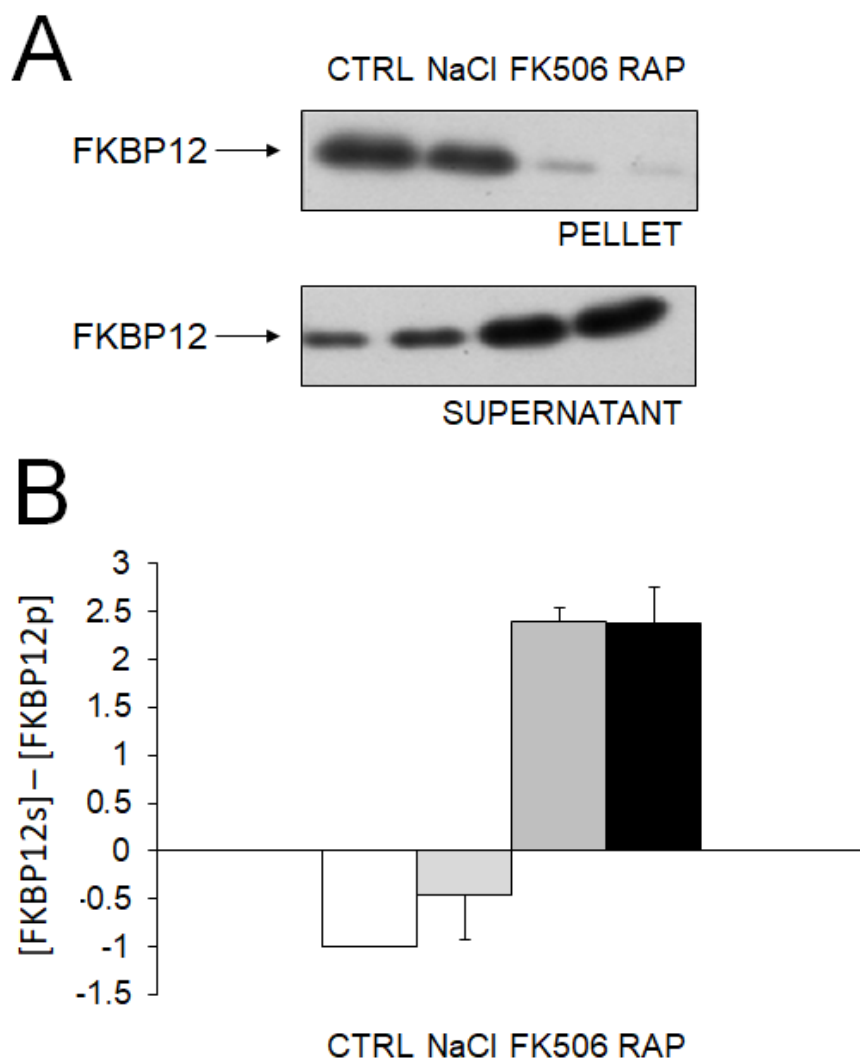 A
CTRL NaCl FK506 RAP
FKBP12
PELLET
FKBP12
SUPERNATANT
B
[FKBP12s] – [FKBP12p]
3
2.5
2
1.5
1
0.5
0
-0.5
-1
-1.5
CTRL NaCl FK506 RAP